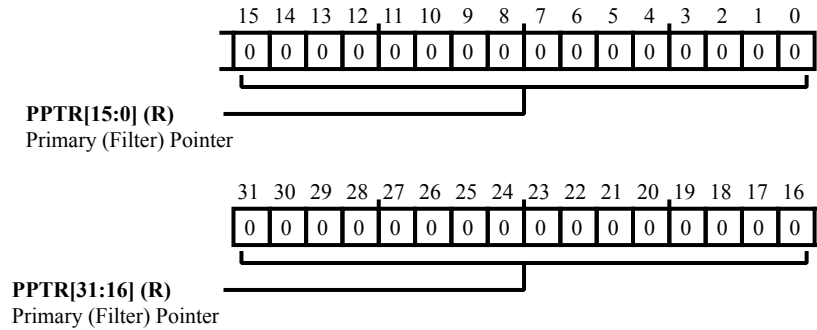 15 14 13 12 11 10 9 8 7 6 5 4 3 2 1 0
0 0 0 0 0 0 0 0 0 0 0 0 0 0 0 0
PPTR[15:0] (R)
Primary (Filter) Pointer
31 30 29 28 27 26 25 24 23 22 21 20 19 18 17 16
0 0 0 0 0 0 0 0 0 0 0 0 0 0 0 0
PPTR[31:16] (R)
Primary (Filter) Pointer